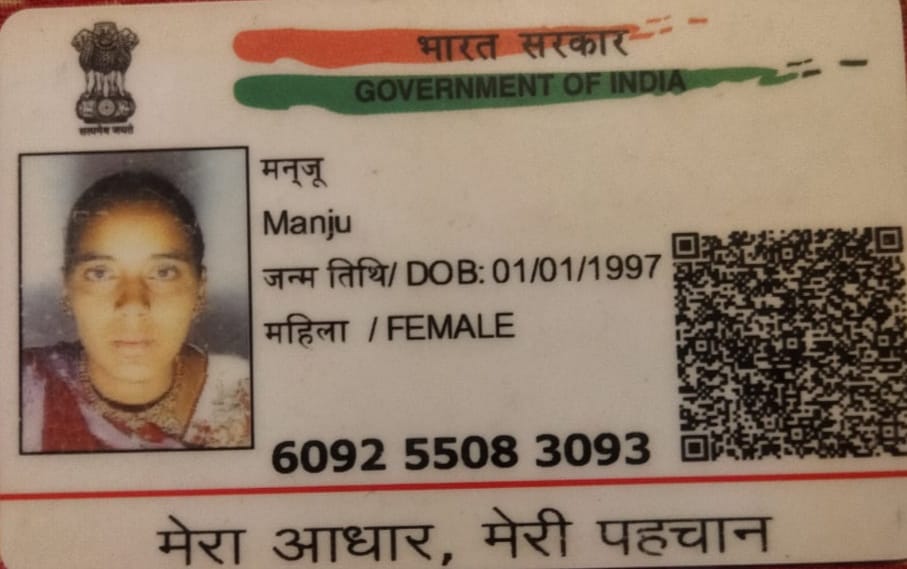 भारत सरकार
GOVERNMENT OF INDIA
सत्यमेव जयते
मन्जू
Manju
जन्म तिथि/ DOB: 01/01/1997
महिला / FEMALE
6092 5508 3093
मेरा आधार, मेरी पहचान